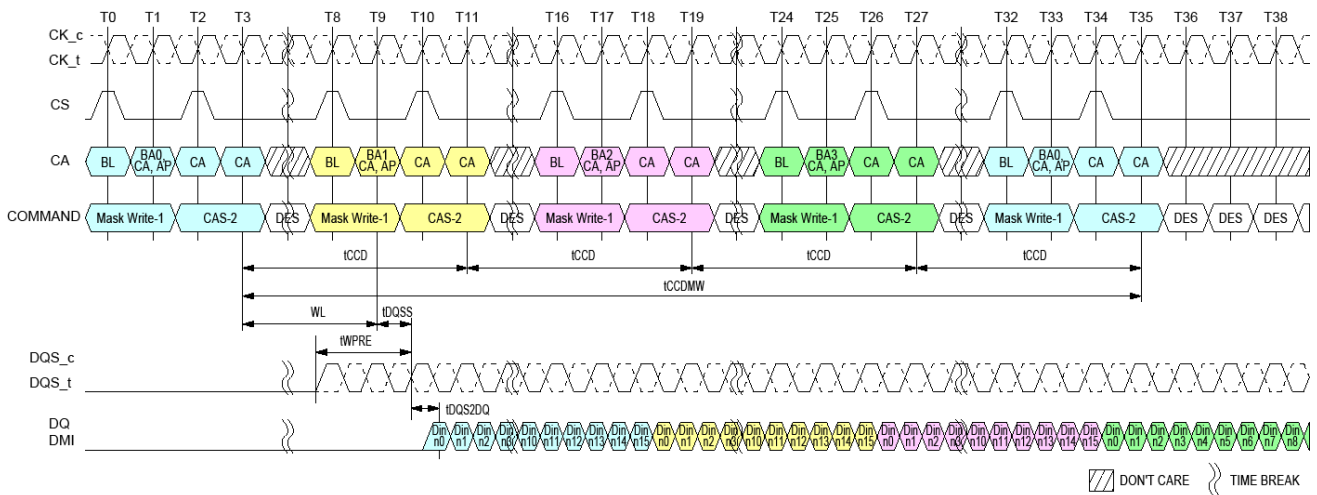 T0 T1 T2 T3 T8 T9 T10 T11 T16 T17 T18 T19 T24 T25 T26 T27 T32 T33 T34 T35 T36 T37 T38
CK_c
CK_t
CS
CA
BL BA0, CA, AP CA CA BL BA1 CA, AP CA CA BL BA2 CA, AP CA CA BL BA3 CA, AP CA CA BL BA0, CA, AP CA CA
COMMAND Mask Write-1 CAS-2 DES Mask Write-1 CAS-2 DES Mask Write-1 CAS-2 DES Mask Write-1 CAS-2 DES Mask Write-1 CAS-2 DES DES DES
tCCD tCCD tCCD tCCD
tCCDMW
WL tDQSS
tWPRE
DQS_c
DQS_t
tDQS2DQ
DQ
DMI
Din Din Din Din Din Din Din Din Din Din Din Din Din Din Din Din Din Din Din Din Din Din Din Din Din Din Din Din Din Din Din Din Din Din Din Din Din Din Din
n0 n1 n2 n3 n10 n11 n12 n13 n14 n15 n0 n1 n2 n3 n10 n11 n12 n13 n14 n15 n0 n1 n2 n3 n10 n11 n12 n13 n14 n15 n0 n1 n2 n3 n4 n5 n6 n7 n8
DON'T CARE TIME BREAK